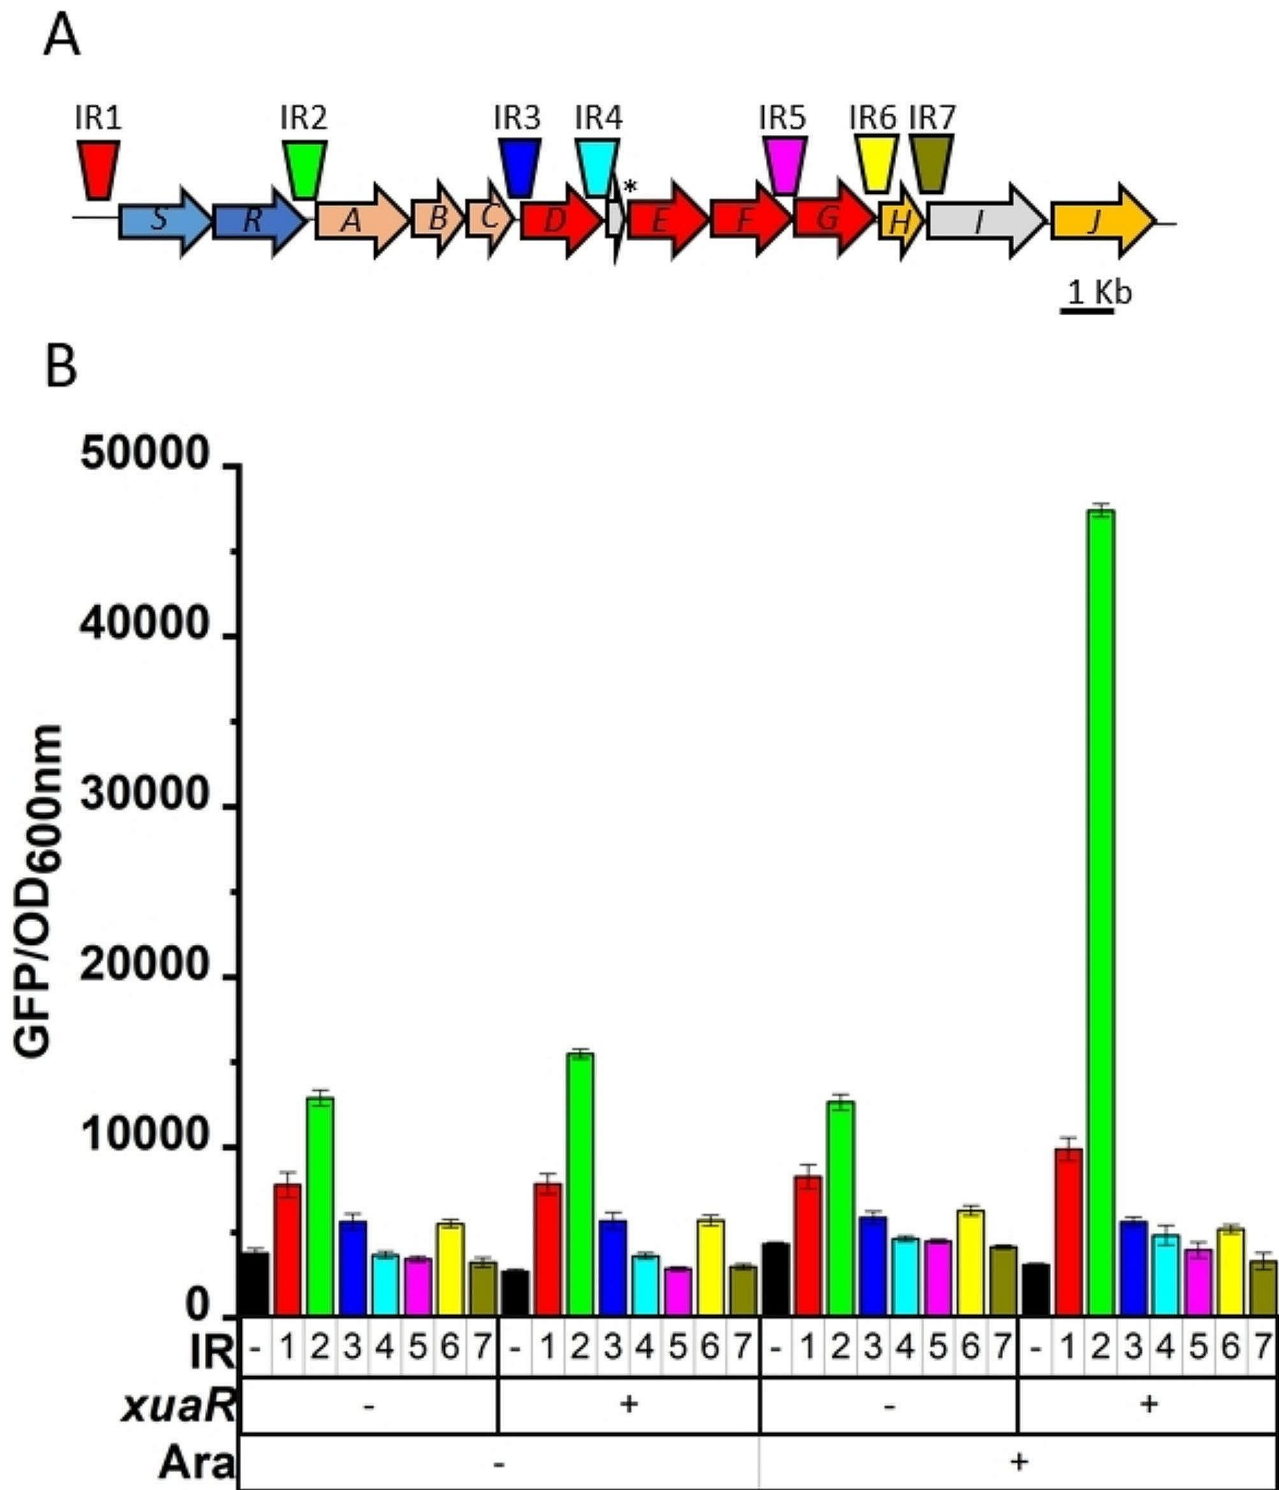 A
IR1 IR2 IR3 IR4 IR5 IR6 IR7
*
S R A B C D E F G H I J
1 Kb
B
50000
40000
30000
20000
10000
0
GFP/OD600nm
IR - 1 2 3 4 5 6 7 - 1 2 3 4 5 6 7 - 1 2 3 4 5 6 7 - 1 2 3 4 5 6 7
xuaR - + - +
Ara - +